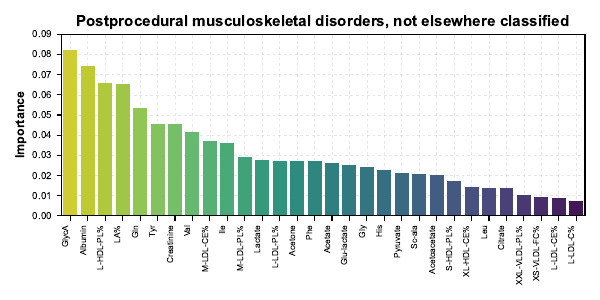 Postprocedural musculoskeletal disorders, not elsewhere classified
Importance
0.09
0.08
0.07
0.06
0.05
0.04
0.03
0.02
0.01
0.00
GlycA
Albumin
L-HDL-PL%
LA%
Gln
Tyr
Creatinine
Val
M-LDL-CE%
Ile
M-LDL-PL%
Lactate
L-LDL-PL%
Acetone
Phe
Acetate
Glu-lactate
Gly
His
Pyruvate
Sc-ala
Acetoacetate
S-HDL-PL%
XL-HDL-CE%
Leu
Citrate
XXL-VLDL-PL%
XS-VLDL-FC%
L-LDL-CE%
L-LDL-C%